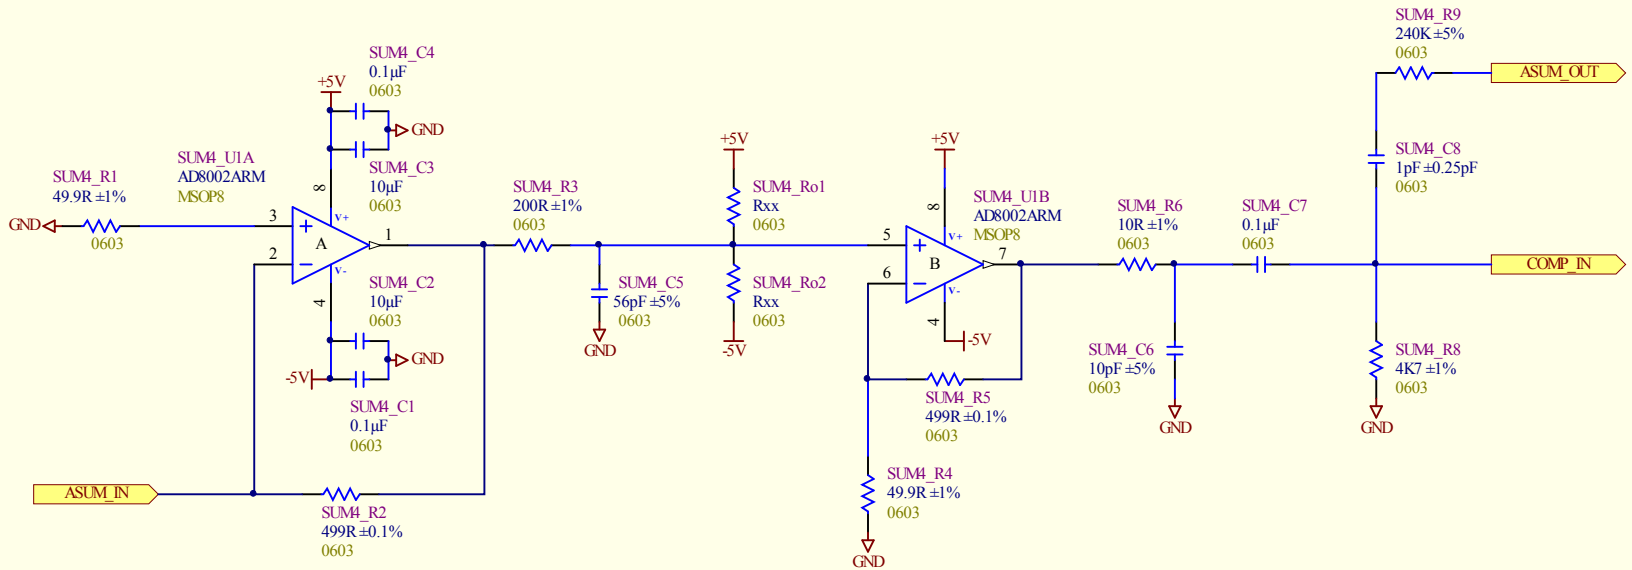 SUM4_R9
240K ±5%
0603
ASUM_OUT
SUM4_C4
0.1µF
0603
+5V
GND
SUM4_C3
10µF
0603
SUM4_U1A
AD8002ARM
MSOP8
SUM4_R1
49.9R ±1%
0603
GND
3
2
8
V+
A
V-
4
1
SUM4_C2
10µF
0603
GND
-5V
SUM4_C1
0.1µF
0603
ASUM_IN
SUM4_R2
499R ±0.1%
0603
SUM4_R3
200R ±1%
0603
SUM4_C5
56pF ±5%
0603
GND
+5V
SUM4_Ro1
Rxx
0603
SUM4_Ro2
Rxx
0603
-5V
+5V
SUM4_U1B
AD8002ARM
MSOP8
8
5
6
V+
B
V-
7
4
-5V
SUM4_R5
499R ±0.1%
0603
SUM4_R4
49.9R ±1%
0603
GND
SUM4_R6
10R ±1%
0603
SUM4_C7
0.1µF
0603
SUM4_C6
10pF ±5%
0603
GND
SUM4_C8
1pF ±0.25pF
0603
COMP_IN
SUM4_R8
4K7 ±1%
0603
GND